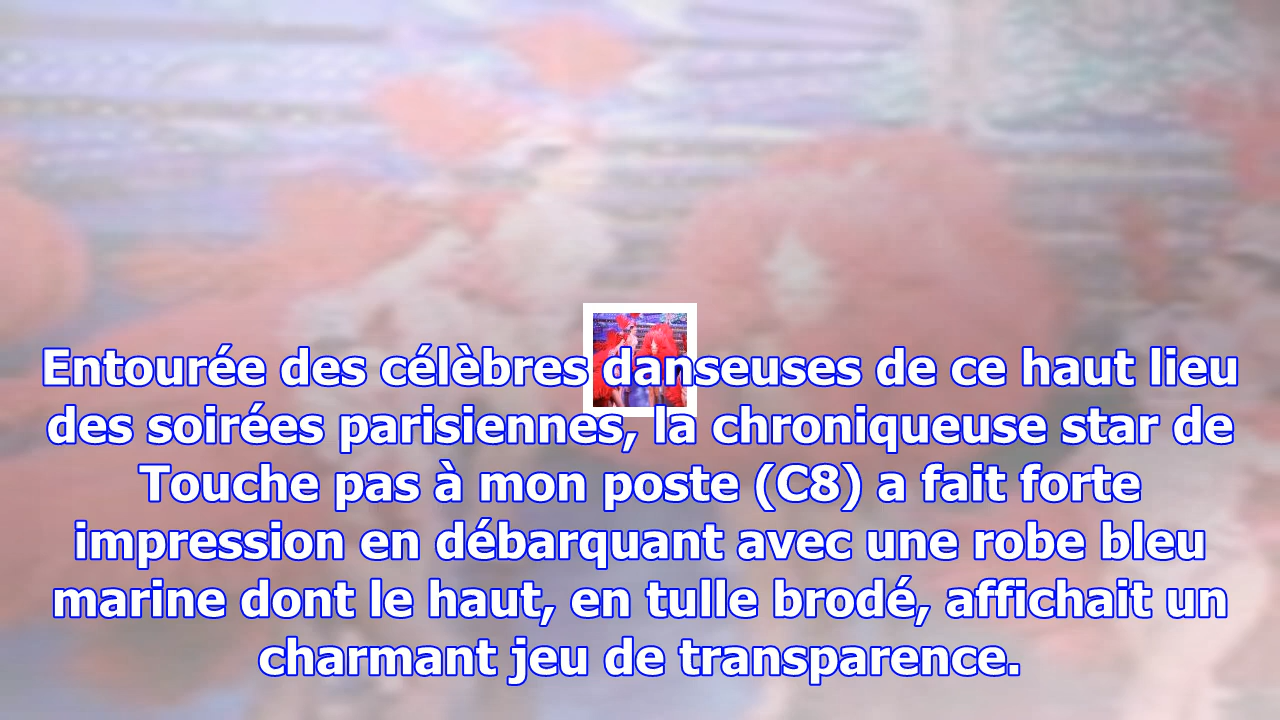 Entourée des célèbres danseuses de ce haut lieu
des soirées parisiennes, la chroniqueuse star de
Touche pas à mon poste (C8) a fait forte
impression en débarquant avec une robe bleu
marine dont le haut, en tulle brodé, affichait un
charmant jeu de transparence.